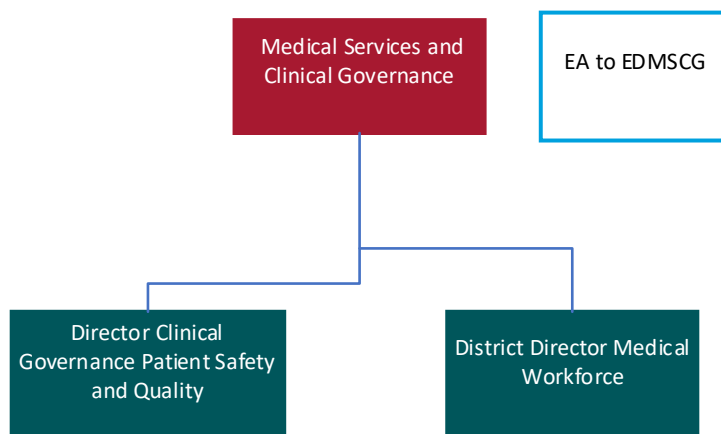 Medical Services and
Clinical Governance
EA to EDMSCG
Director Clinical
Governance Patient Safety
and Quality
District Director Medical
Workforce